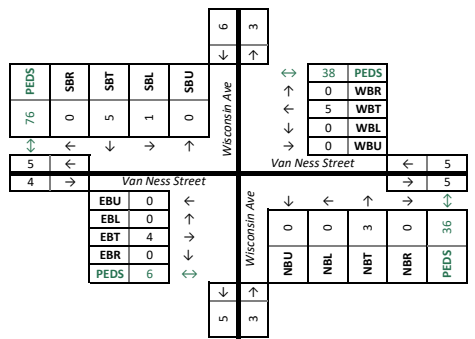 6 3
↓ ↑
PEDS SBR SBT SBL SBU
76 0 5 1 0
↕ ← ↓ → ↑
Wisconsin Ave
↔ 38 PEDS
↑ 0 WBR
← 5 WBT
↓ 0 WBL
→ 0 WBU
5 ←
4 →
Van Ness Street
Van Ness Street
← 5
→ 5
EBU 0 ←
EBL 0 ↑
EBT 4 →
EBR 0 ↓
PEDS 6 ↔
Wisconsin Ave
↓ ← ↑ → ↕
0 0 3 0 36
NBU NBL NBT NBR PEDS
↓ ↑
5 3